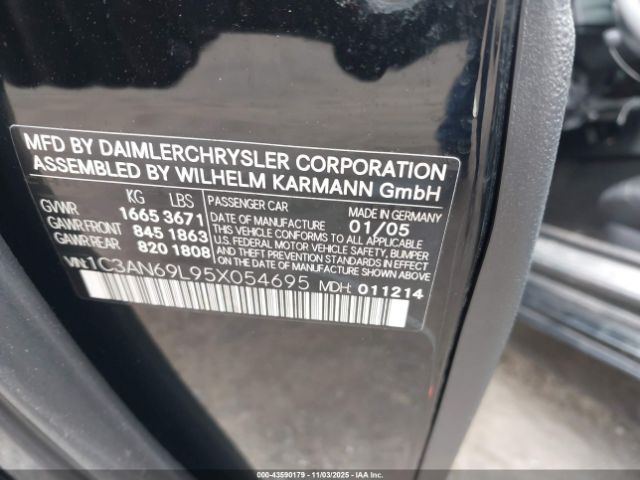 MFD BY DAIMLERCHRYSLER CORPORATION
ASSEMBLED BY WILHELM KARMANN GmbH
KG LBS
GVWR 1665 3671
GAWR FRONT 845 1863
GAWR REAR 820 1808
PASSENGER CAR MADE IN GERMANY
DATE OF MANUFACTURE 01/05
THIS VEHICLE CONFORMS TO ALL APPLICABLE
U.S. FEDERAL MOTOR VEHICLE SAFETY, BUMPER,
AND THEFT PREVENTION STANDARDS IN EFFECT
ON THE DATE OF MANUFACTURE SHOWN ABOVE.
VIN: 1C3AN69L95X054695 MDH: 011214
000-43590179 - 11/03/2025 - IAAI.COM